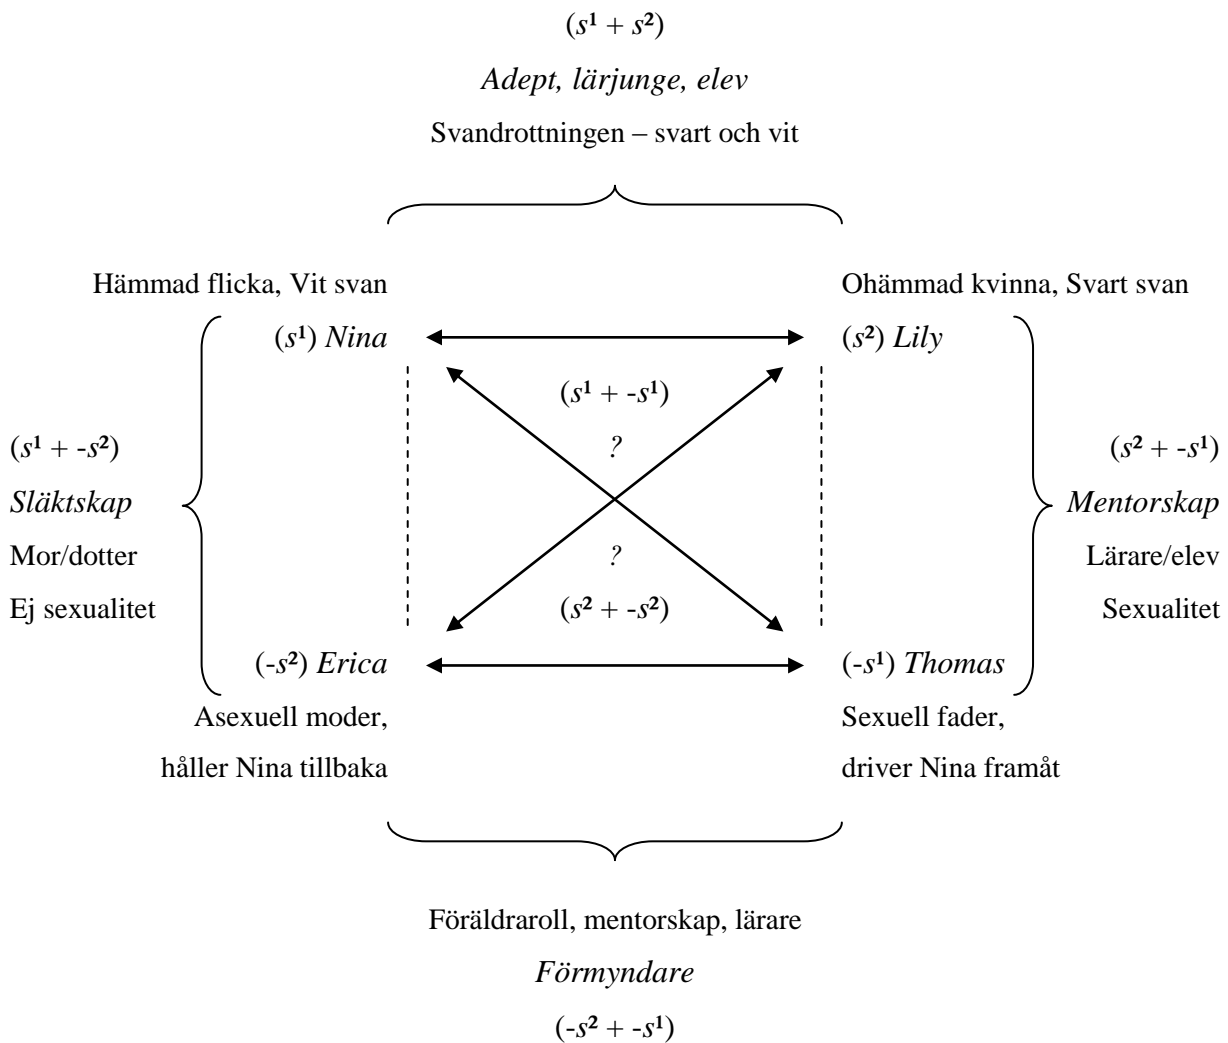 (s¹ + s²)
Adept, lärjunge, elev
Svandrottningen – svart och vit
Hämmad flicka, Vit svan
Ohämmad kvinna, Svart svan
(s¹) Nina
(s²) Lily
(s¹ + -s¹)
?
(s¹ + -s²)
Släktskap
Mor/dotter
Ej sexualitet
(s² + -s¹)
Mentorskap
Lärare/elev
Sexualitet
?
(s² + -s²)
(-s²) Erica
(-s¹) Thomas
Asexuell moder,
håller Nina tillbaka
Sexuell fader,
driver Nina framåt
Föräldraroll, mentorskap, lärare
Förmyndare
(-s² + -s¹)